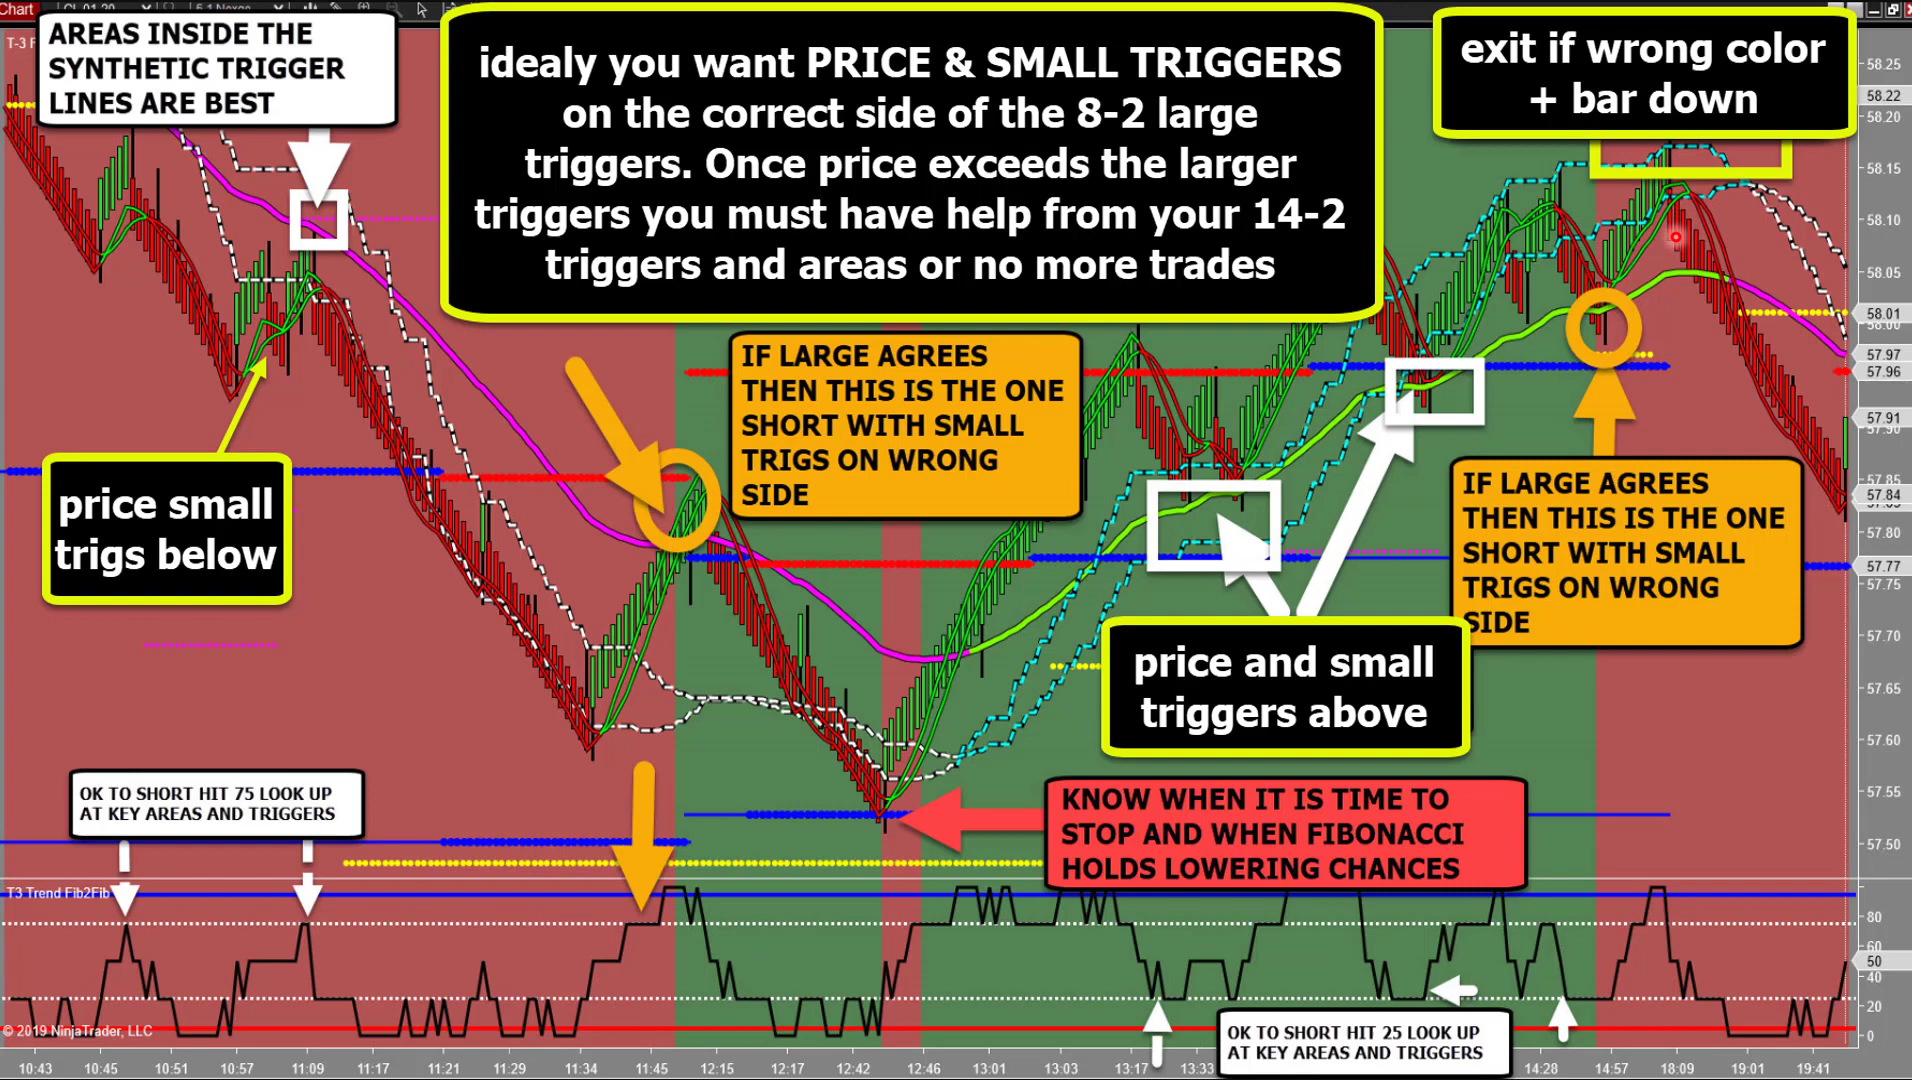 Chart
CL 01-20
AREAS INSIDE THE
SYNTHETIC TRIGGER
LINES ARE BEST
idealy you want PRICE & SMALL TRIGGERS
on the correct side of the 8-2 large
triggers. Once price exceeds the larger
triggers you must have help from your 14-2
triggers and areas or no more trades
exit if wrong color
+ bar down
IF LARGE AGREES
THEN THIS IS THE ONE
SHORT WITH SMALL
TRIGS ON WRONG
SIDE
price small
trigs below
IF LARGE AGREES
THEN THIS IS THE ONE
SHORT WITH SMALL
TRIGS ON WRONG
SIDE
price and small
triggers above
OK TO SHORT HIT 75 LOOK UP
AT KEY AREAS AND TRIGGERS
KNOW WHEN IT IS TIME TO
STOP AND WHEN FIBONACCI
HOLDS LOWERING CHANCES
T3 Trend Fib2Fib
OK TO SHORT HIT 25 LOOK UP
AT KEY AREAS AND TRIGGERS
© 2019 NinjaTrader, LLC
58.25
58.22
58.20
58.15
58.10
58.05
58.01
58.00
57.97
57.96
57.91
57.90
57.85
57.84
57.80
57.77
57.75
57.70
57.65
57.60
57.55
57.50
80
60
50
40
20
0
10:43 10:45 10:51 10:57 11:09 11:17 11:21 11:29 11:34 11:45 12:15 12:17 12:42 12:46 13:01 13:03 13:17 13:33 14:28 14:57 18:09 19:01 19:41